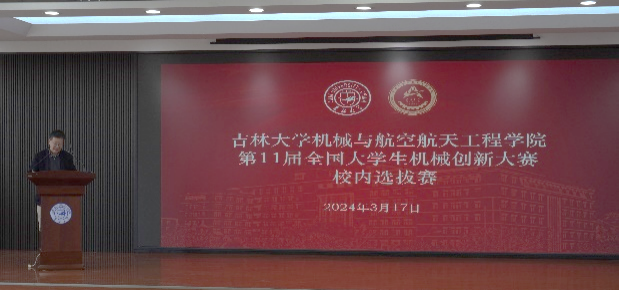 吉林大学机械与航空航天工程学院
第11届全国大学生机械创新大赛
校内选拔赛
2024年3月17日